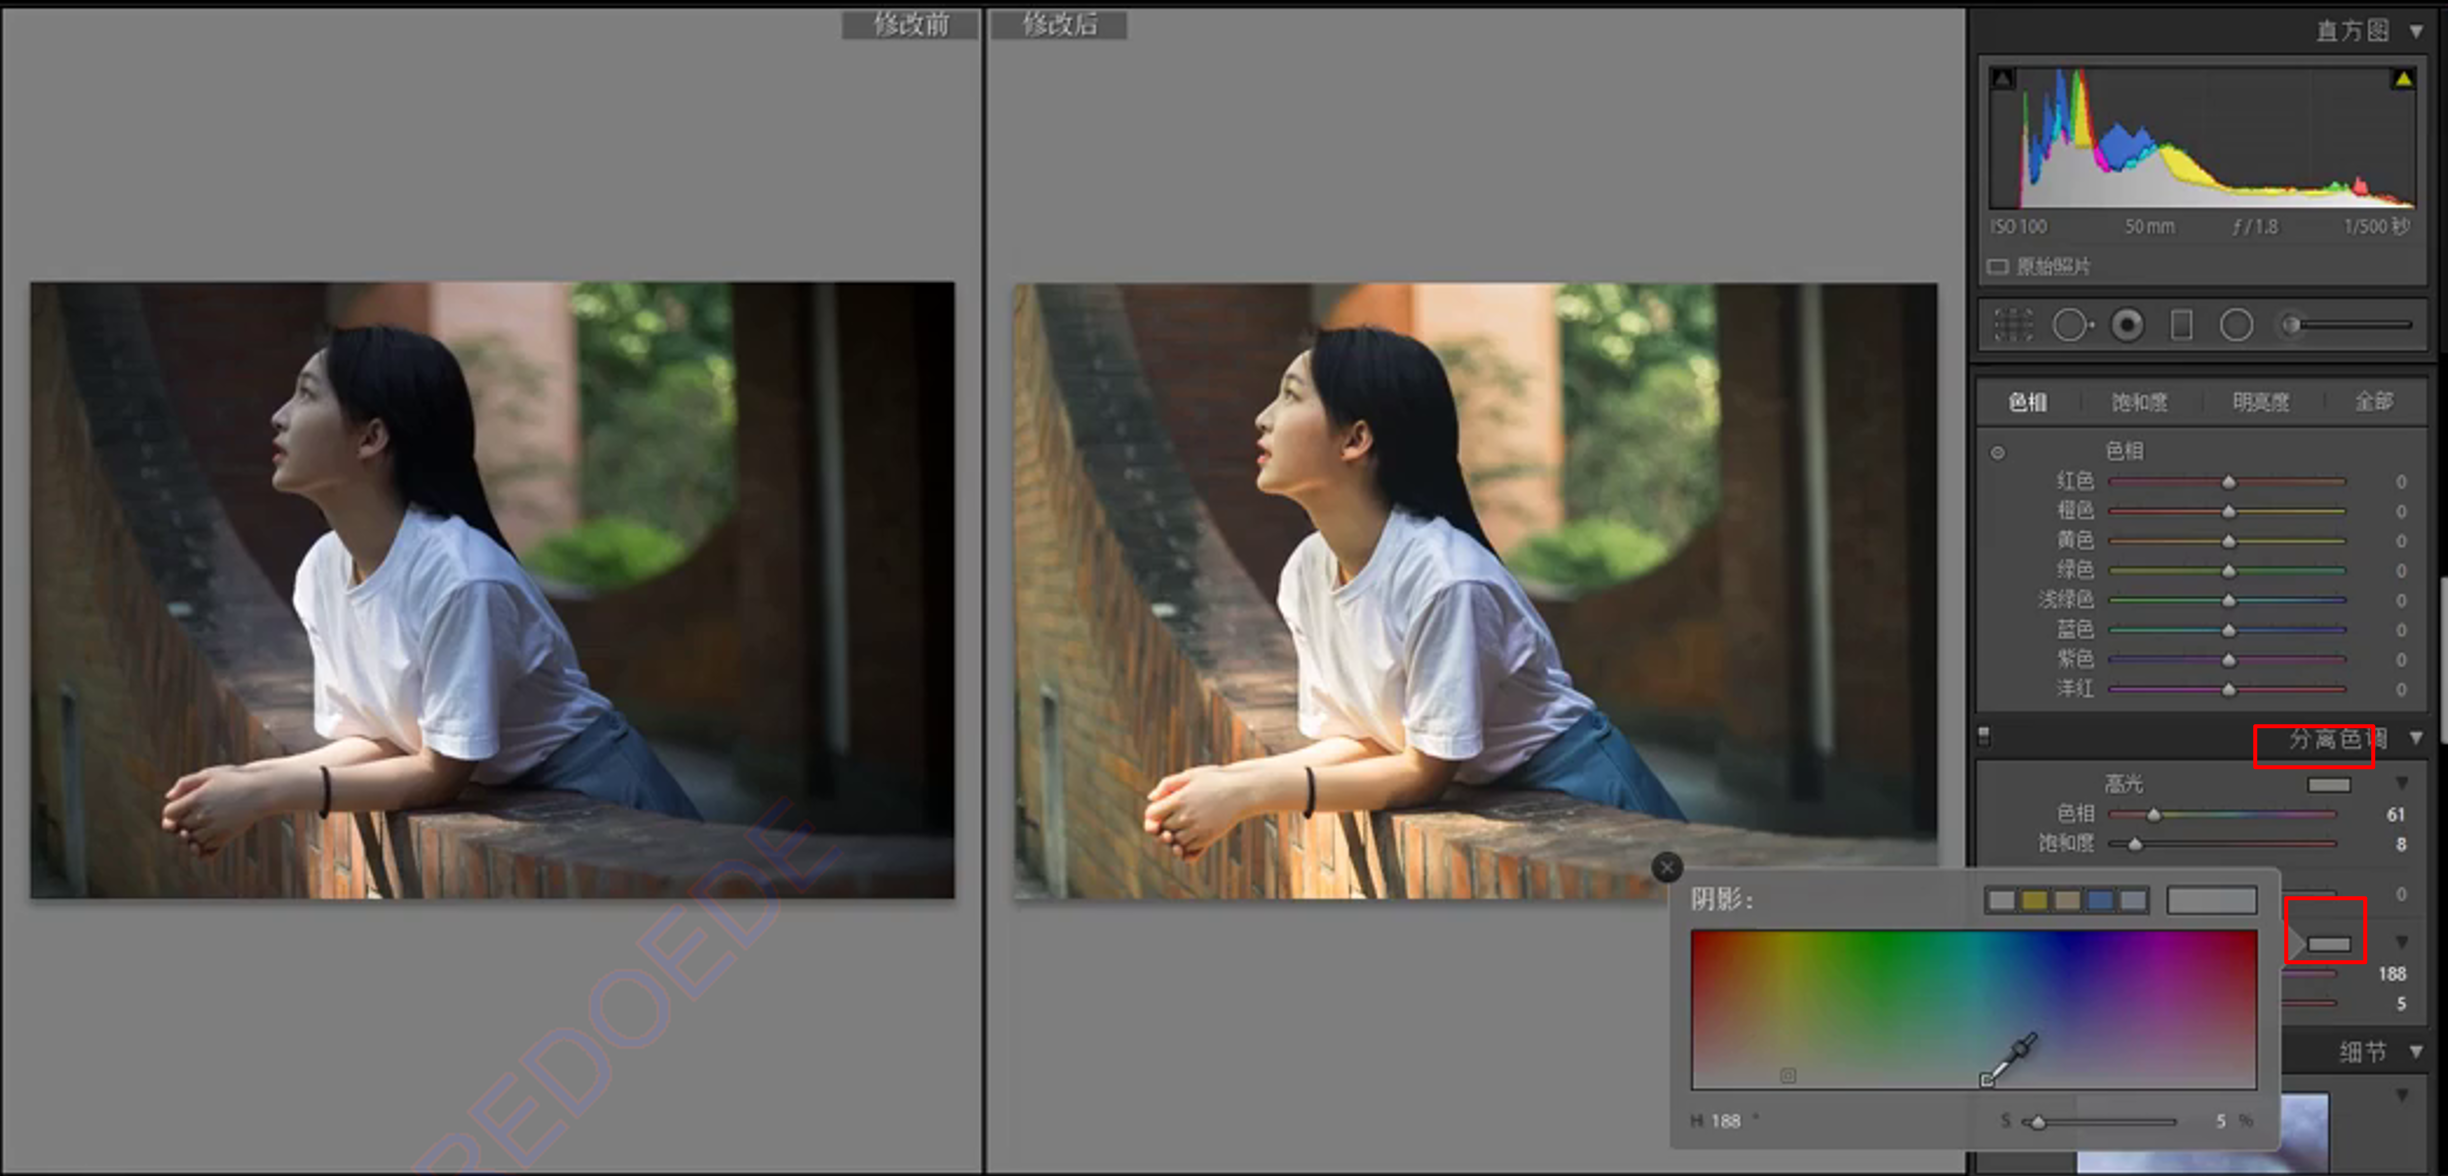 修改前
修改后
直方图
ISO 100 50 mm ƒ / 1.8 1/500 秒
原始照片
色相 饱和度 明亮度 全部
色相
红色 0
橙色 0
黄色 0
绿色 0
浅绿色 0
蓝色 0
紫色 0
洋红 0
分离色调
高光
色相 61
饱和度 8
0
阴影：
188
5
细节
H 188 °
S 5 %
REDOEDE